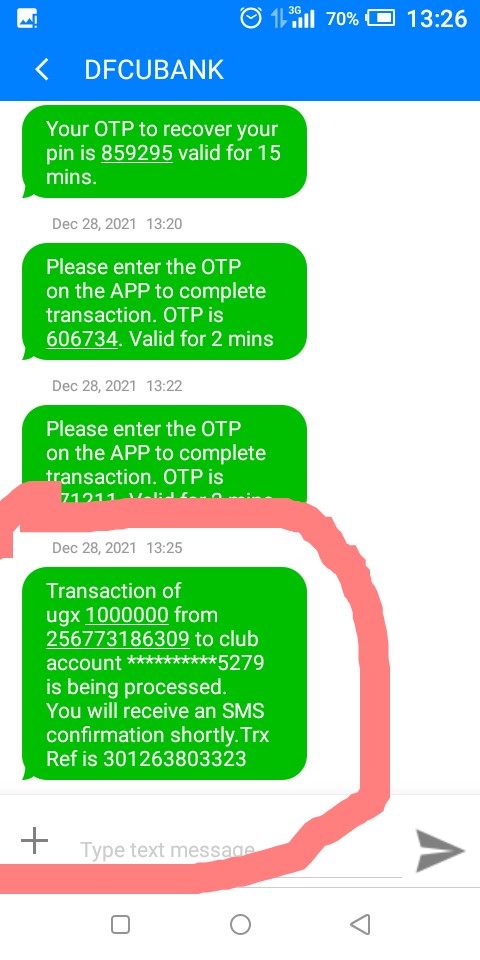 3G
70%
13:26
DFCUBANK
Your OTP to recover your
pin is 859295 valid for 15
mins.
Dec 28, 2021 13:20
Please enter the OTP
on the APP to complete
transaction. OTP is
606734. Valid for 2 mins
Dec 28, 2021 13:22
Please enter the OTP
on the APP to complete
transaction. OTP is
Valid for 2 mins
Dec 28, 2021 13:25
Transaction of
ugx 1000000 from
256773186309 to club
account **********5279
is being processed.
You will receive an SMS
confirmation shortly.Trx
Ref is 301263803323
Type text message